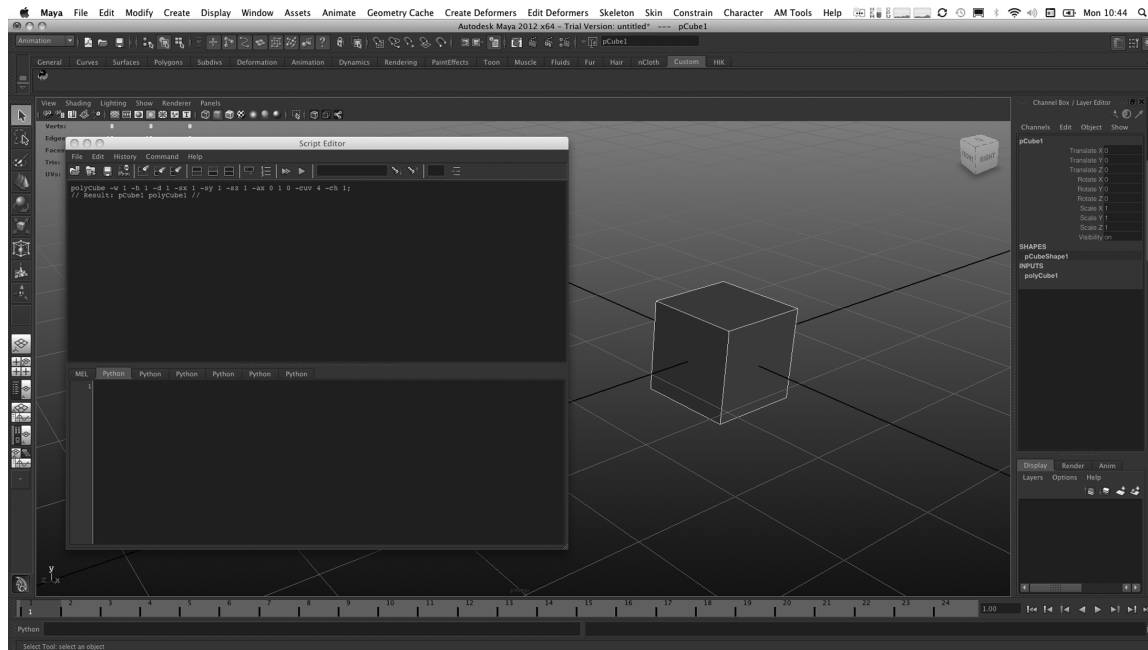 Maya File Edit Modify Create Display Window Assets Animate Geometry Cache Create Deformers Edit Deformers Skeleton Skin Constrain Character AM Tools Help Mon 10:44
Autodesk Maya 2012 x64 - Trial Version: untitled* --- pCube1
Animation pCube1
General Curves Surfaces Polygons Subdivs Deformation Animation Dynamics Rendering PaintEffects Toon Muscle Fluids Fur Hair nCloth Custom HIK
View Shading Lighting Show Renderer Panels
Channel Box / Layer Editor
Channels Edit Object Show
Verts: 8 8 0
Edges
Faces
Tris:
UVs:
FRONT RIGHT
Script Editor
File Edit History Command Help
polyCube -w 1 -h 1 -d 1 -sx 1 -sy 1 -sz 1 -ax 0 1 0 -cuv 4 -ch 1;
// Result: pCube1 polyCube1 //
MEL Python Python Python Python Python Python
1
pCube1
Translate X 0
Translate Y 0
Translate Z 0
Rotate X 0
Rotate Y 0
Rotate Z 0
Scale X 1
Scale Y 1
Scale Z 1
Visibility on
SHAPES
pCubeShape1
INPUTS
polyCube1
Display Render Anim
Layers Options Help
y
z x
persp
1 2 3 4 5 6 7 8 9 10 11 12 13 14 15 16 17 18 19 20 21 22 23 24
1 1.00
Python
Select Tool: select an object